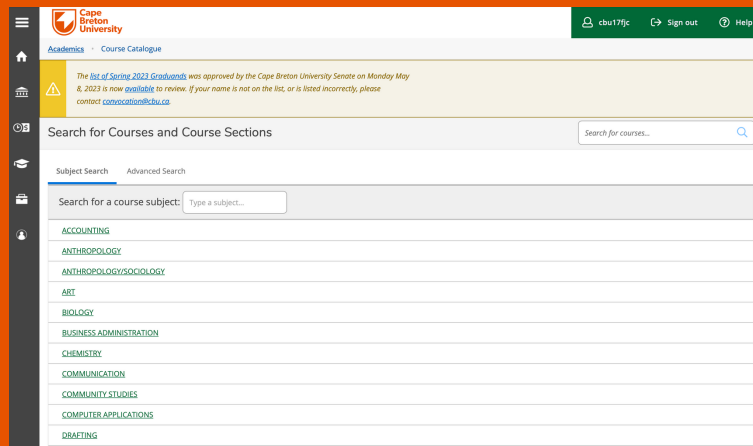 Cape
Breton
University
cbu17fjc
Sign out
Help
Academics
Course Catalogue
The list of Spring 2023 Graduands was approved by the Cape Breton University Senate on Monday May
8, 2023 is now available to review. If your name is not on the list, or is listed incorrectly, please
contact convocation@cbu.ca.
Search for Courses and Course Sections
Search for courses...
Subject Search
Advanced Search
Search for a course subject:
Type a subject...
ACCOUNTING
ANTHROPOLOGY
ANTHROPOLOGY/SOCIOLOGY
ART
BIOLOGY
BUSINESS ADMINISTRATION
CHEMISTRY
COMMUNICATION
COMMUNITY STUDIES
COMPUTER APPLICATIONS
DRAFTING